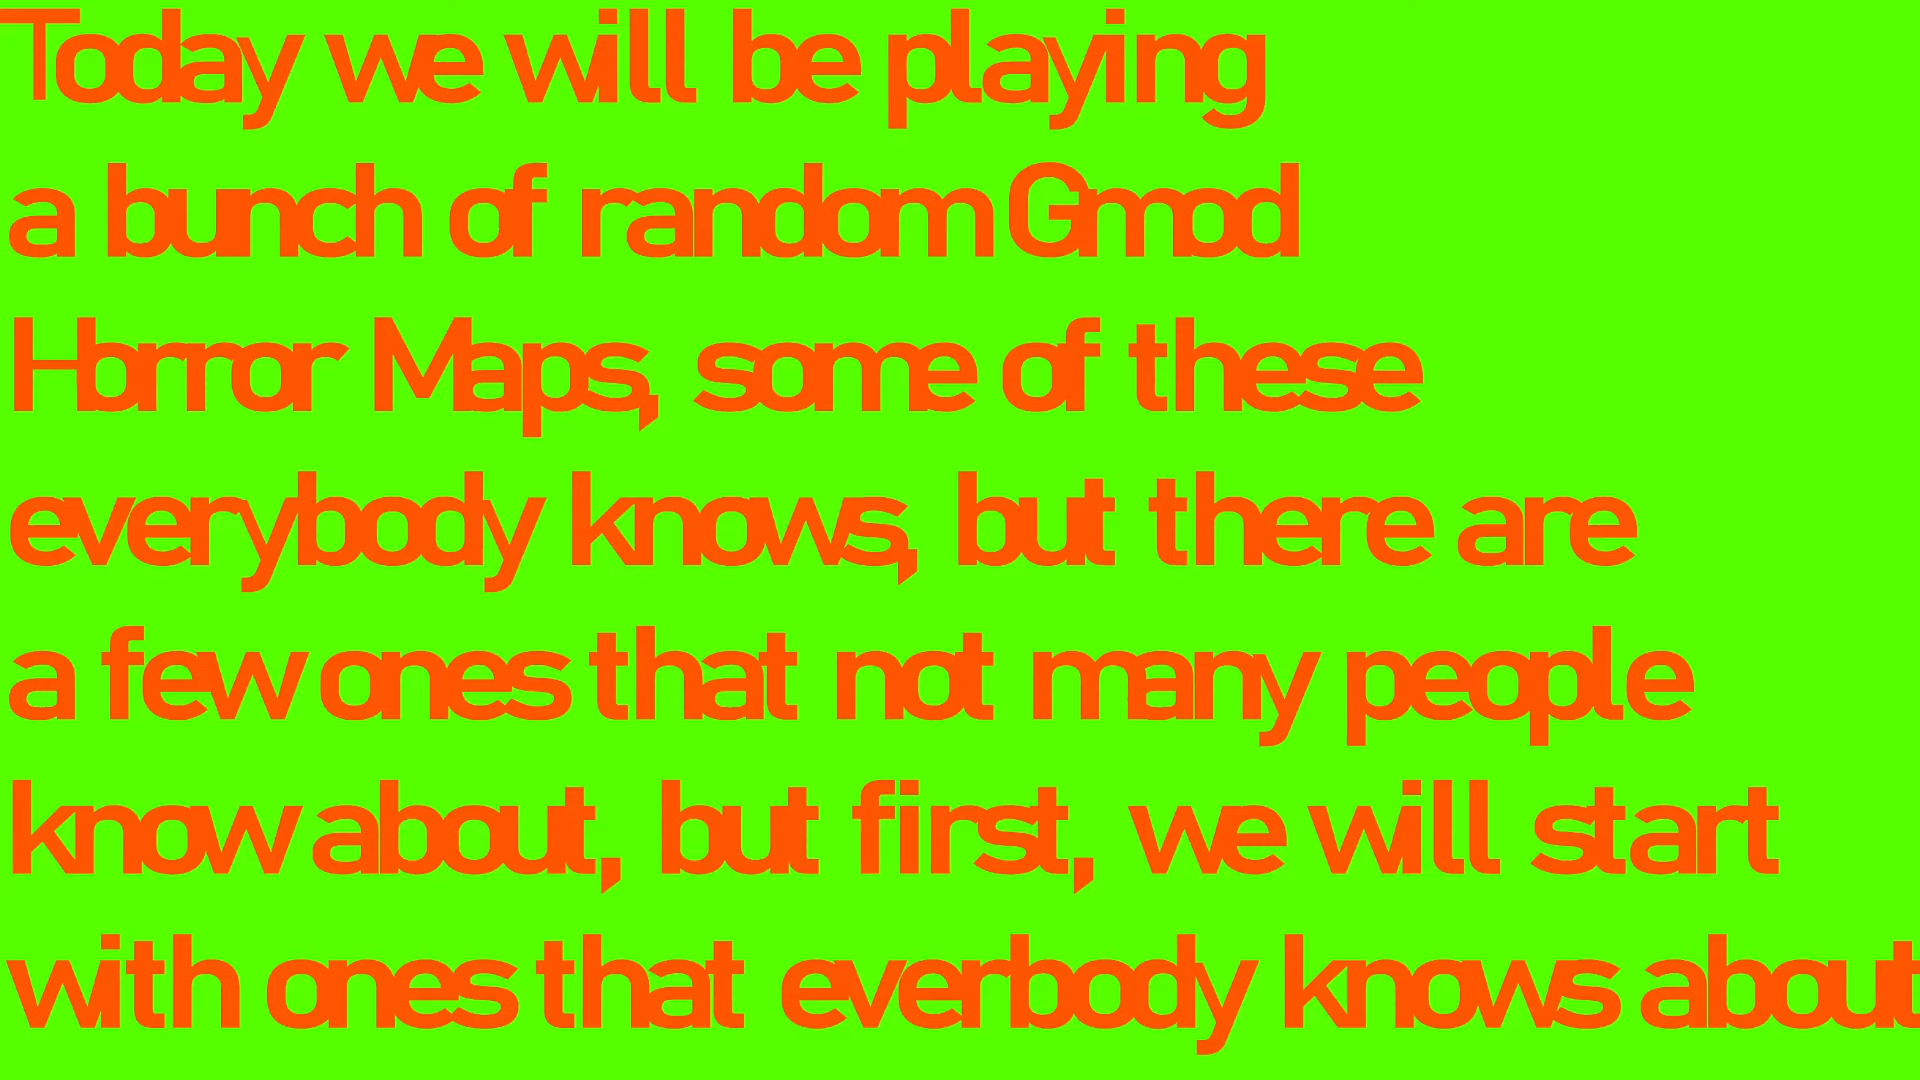 Today we will be playing
a bunch of random Gmod
Horror Maps, some of these
everybody knows, but there are
a few ones that not many people
know about, but first, we will start
with ones that everbody knows about